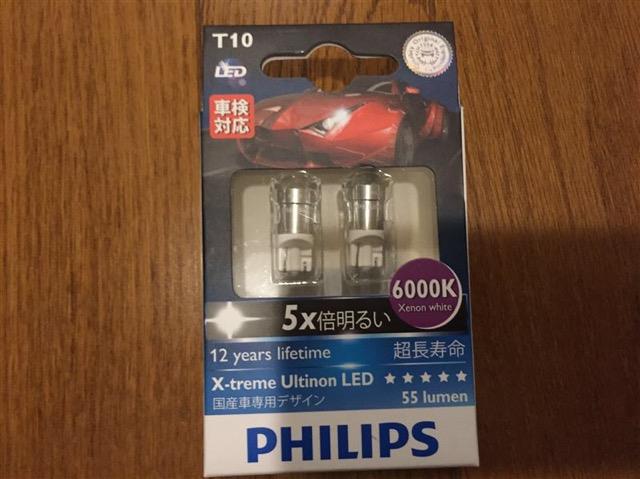 T10
LED
車検
対応
6000K
Xenon white
5x倍明るい
12 years lifetime
超長寿命
X-treme Ultinon LED
国産車専用デザイン
55 lumen
PHILIPS